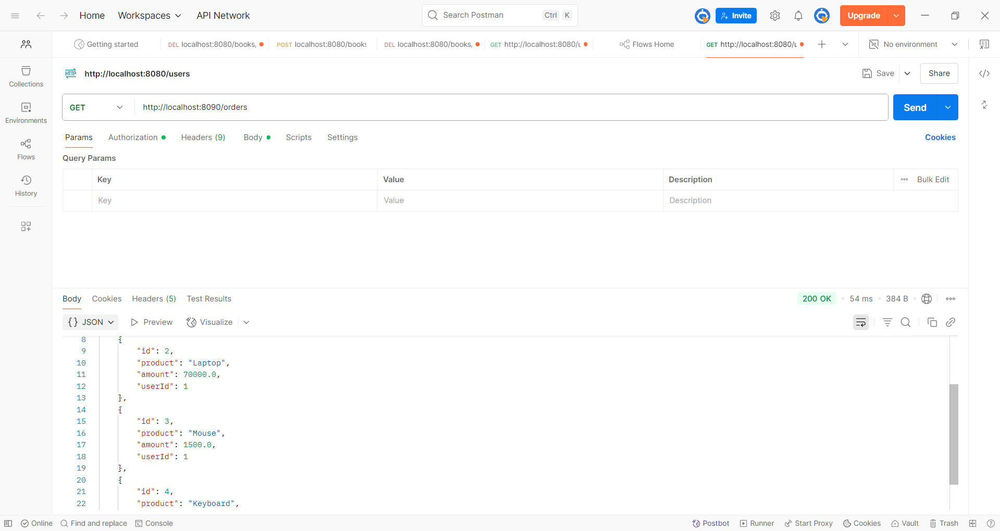 Home Workspaces API Network Search Postman Ctrl K Invite Upgrade
Getting started DEL localhost:8080/books, POST localhost:8080/books DEL localhost:8080/books, GET http://localhost:8080/u Flows Home GET http://localhost:8080/u No environment
HTTP http://localhost:8080/users Save Share
Collections
GET http://localhost:8090/orders Send
Environments
Params Authorization Headers (9) Body Scripts Settings Cookies
Flows
Query Params
Key Value Description Bulk Edit
History
Key Value Description
Body Cookies Headers (5) Test Results 200 OK 54 ms 384 B
{} JSON Preview Visualize
8 {
9 "id": 2,
10 "product": "Laptop",
11 "amount": 70000.0,
12 "userId": 1
13 },
14 {
15 "id": 3,
16 "product": "Mouse",
17 "amount": 1500.0,
18 "userId": 1
19 },
20 {
21 "id": 4,
22 "product": "Keyboard",
Online Find and replace Console Postbot Runner Start Proxy Cookies Vault Trash